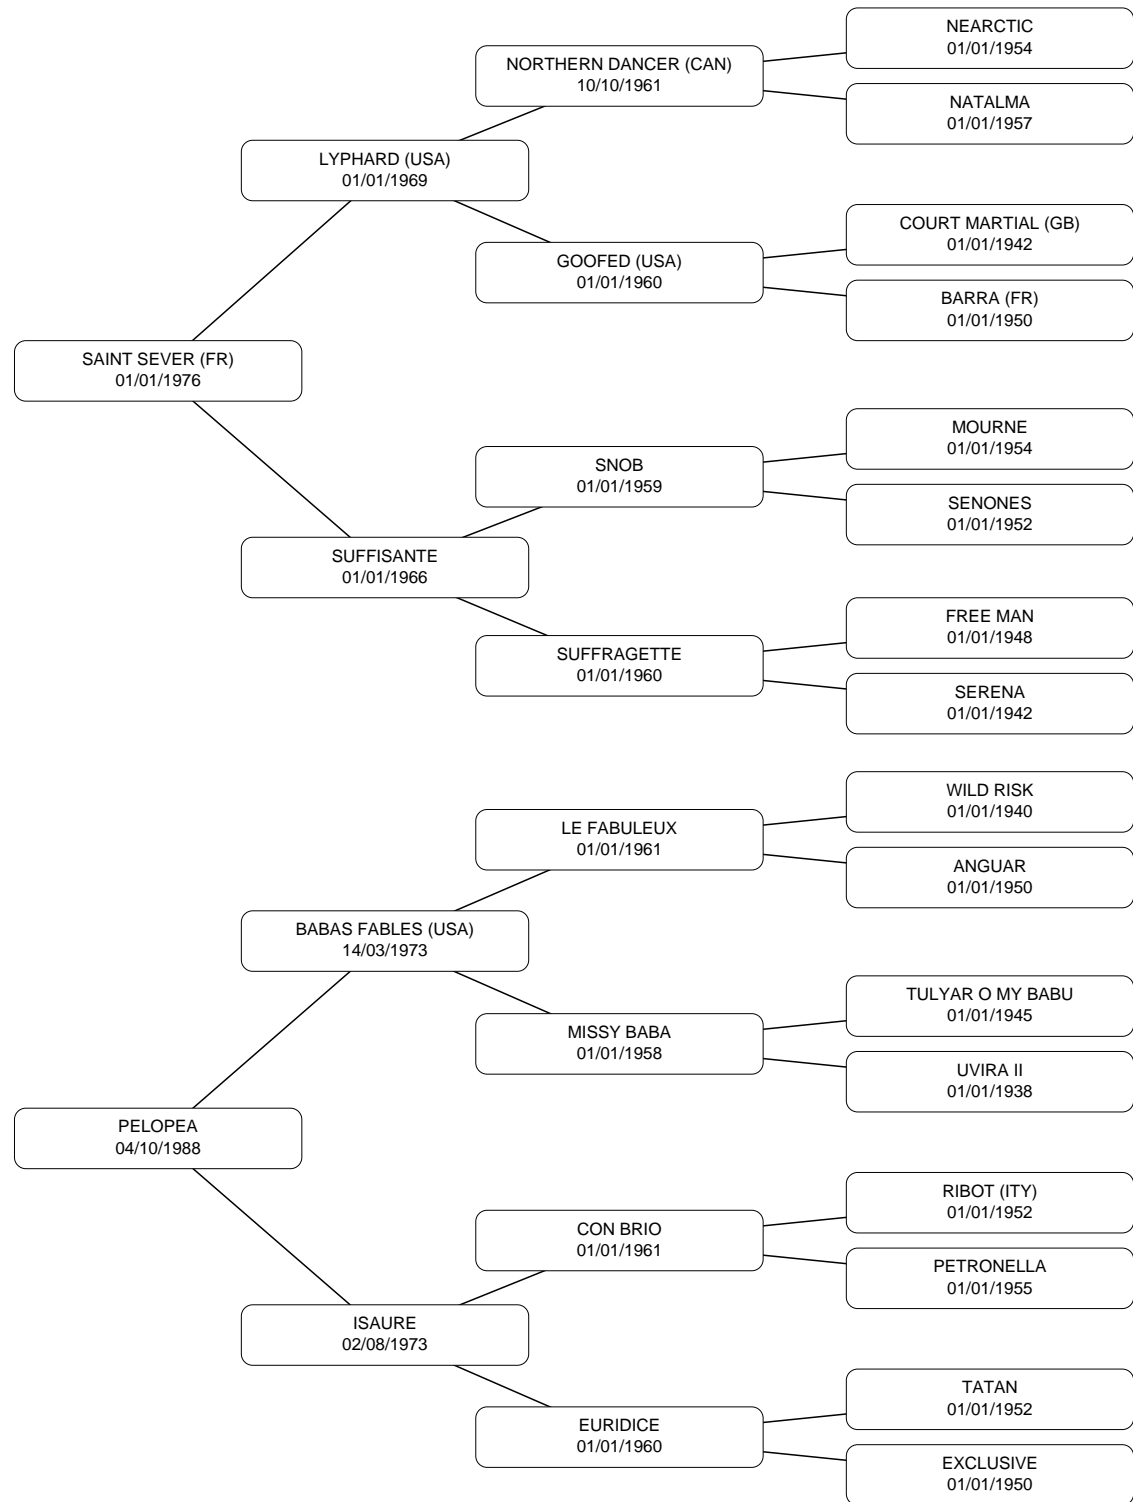 NEARCTIC
01/01/1954
NORTHERN DANCER (CAN)
10/10/1961
NATALMA
01/01/1957
LYPHARD (USA)
01/01/1969
COURT MARTIAL (GB)
01/01/1942
GOOFED (USA)
01/01/1960
BARRA (FR)
01/01/1950
SAINT SEVER (FR)
01/01/1976
MOURNE
01/01/1954
SNOB
01/01/1959
SENONES
01/01/1952
SUFFISANTE
01/01/1966
FREE MAN
01/01/1948
SUFFRAGETTE
01/01/1960
SERENA
01/01/1942
WILD RISK
01/01/1940
LE FABULEUX
01/01/1961
ANGUAR
01/01/1950
BABAS FABLES (USA)
14/03/1973
TULYAR O MY BABU
01/01/1945
MISSY BABA
01/01/1958
UVIRA II
01/01/1938
PELOPEA
04/10/1988
RIBOT (ITY)
01/01/1952
CON BRIO
01/01/1961
PETRONELLA
01/01/1955
ISAURE
02/08/1973
TATAN
01/01/1952
EURIDICE
01/01/1960
EXCLUSIVE
01/01/1950